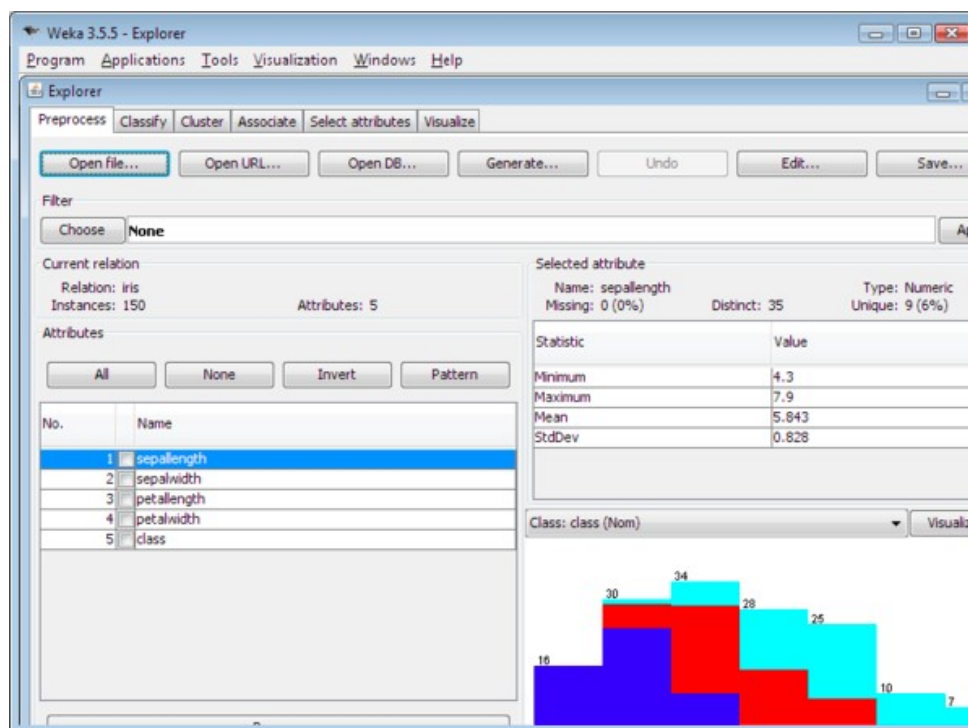 Weka 3.5.5 - Explorer
Program Applications Tools Visualization Windows Help
Explorer
Preprocess Classify Cluster Associate Select attributes Visualize
Open file... Open URL... Open DB... Generate... Undo Edit... Save...
Filter
Choose None
Current relation
Relation: iris
Instances: 150 Attributes: 5
Attributes
All None Invert Pattern
No. Name
1 sepallength
2 sepalwidth
3 petallength
4 petalwidth
5 class
Selected attribute
Name: sepallength Type: Numeric
Missing: 0 (0%) Distinct: 35 Unique: 9 (6%)
Statistic Value
Minimum 4.3
Maximum 7.9
Mean 5.843
StdDev 0.828
Class: class (Nom)
16 30 34 28 25 10 7